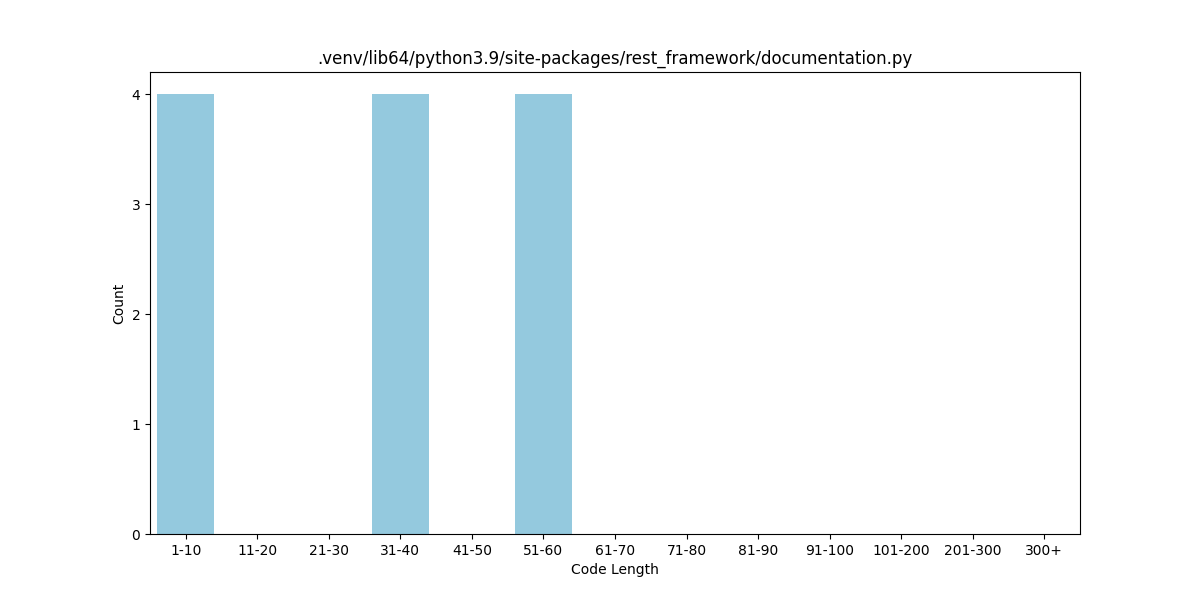 .venv/lib64/python3.9/site-packages/rest_framework/documentation.py
4
3
2
1
0
Count
1-10 11-20 21-30 31-40 41-50 51-60 61-70 71-80 81-90 91-100 101-200 201-300 300+
Code Length